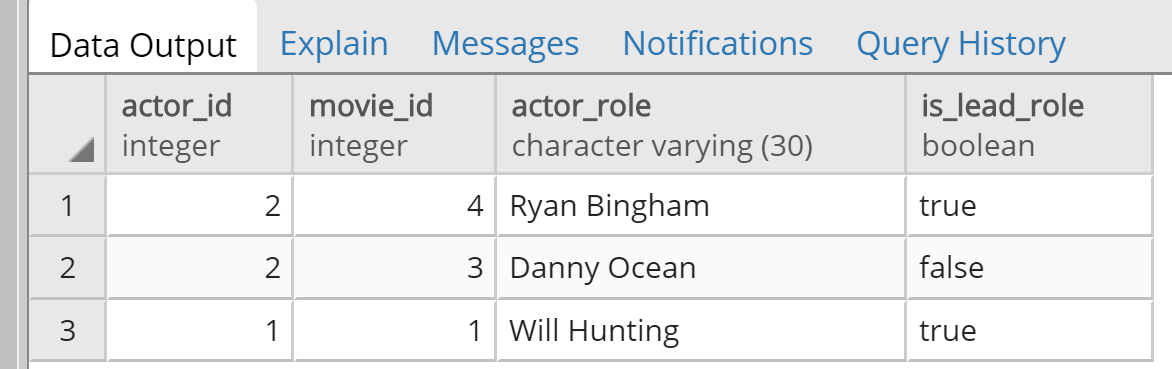 Data Output Explain Messages Notifications Query History
actor_id movie_id actor_role is_lead_role
integer integer character varying (30) boolean
1 2 4 Ryan Bingham true
2 2 3 Danny Ocean false
3 1 1 Will Hunting true